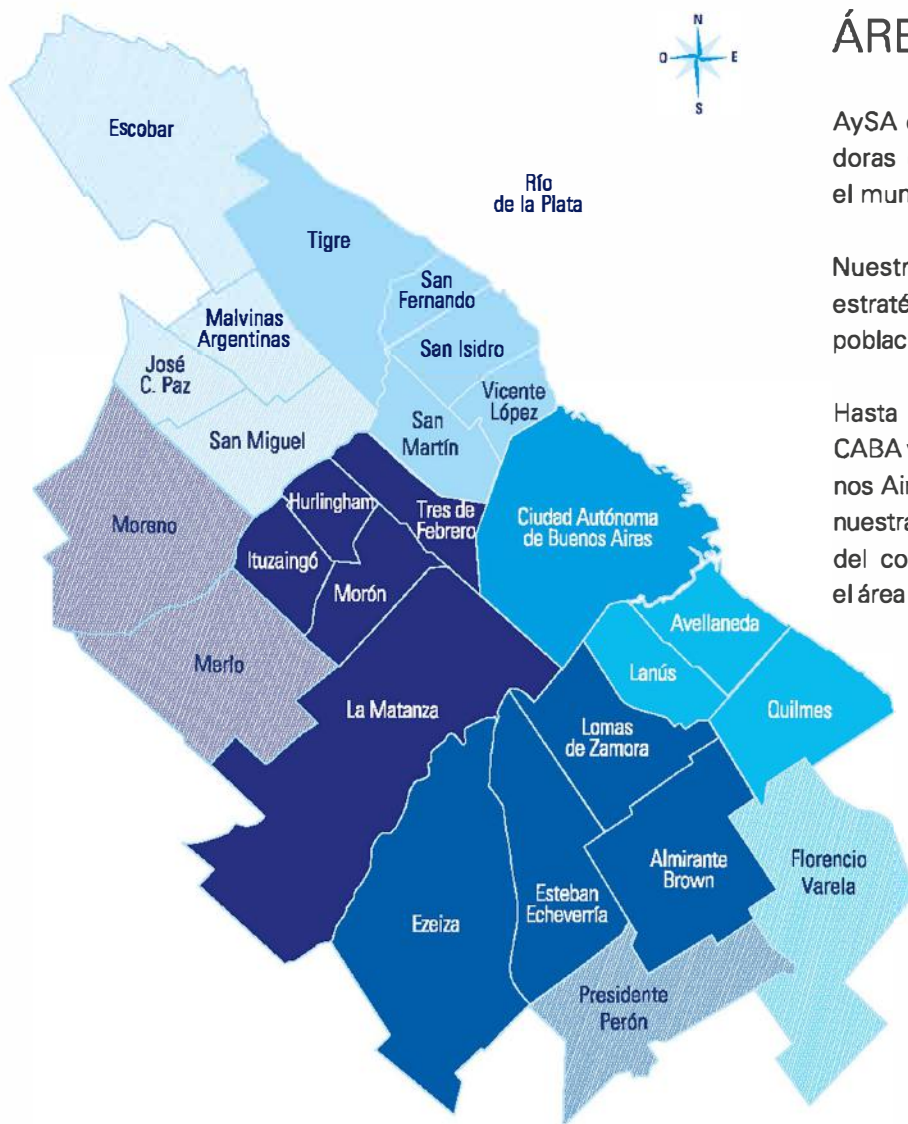 N
O
E
S
Escobar
Río
de la Plata
Tigre
San
Fernando
Malvinas
Argentinas
San Isidro
José
C. Paz
Vicente
López
San
Martín
San Miguel
Hurlingham
Tres de
Febrero
Moreno
Ciudad Autónoma
de Buenos Aires
Ituzaingó
Morón
Avellaneda
Merlo
Lanús
La Matanza
Quilmes
Lomas
de Zamora
Almirante
Brown
Florencio
Varela
Esteban
Echeverría
Ezeiza
Presidente
Perón
ÁRE
AySA
doras
el mun
Nuestr
estraté
poblac
Hasta
CABA
nos Air
nuestra
del co
el área